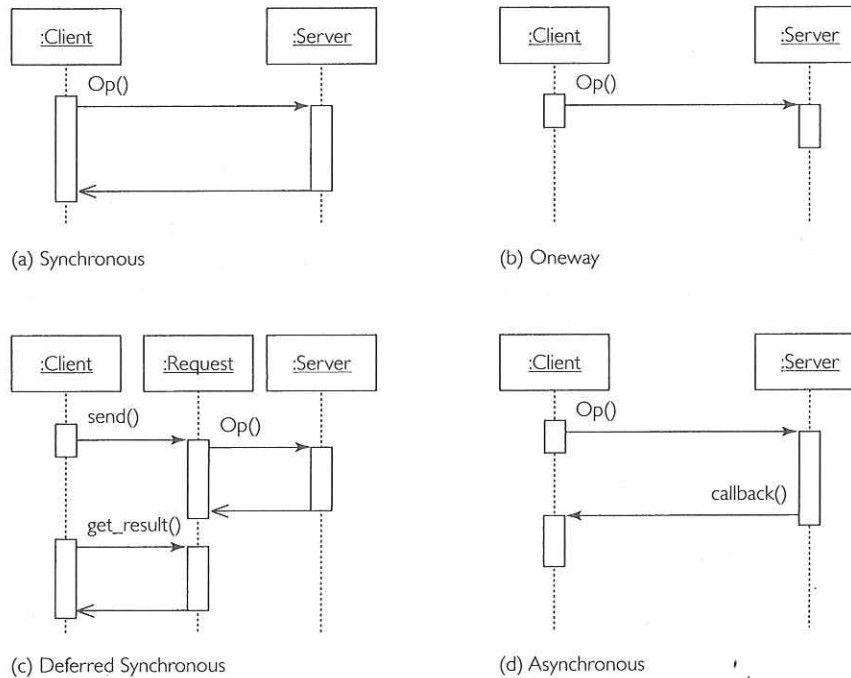 :Client
:Server
Op()
(a) Synchronous
:Client
:Server
Op()
(b) Oneway
:Client
:Request
:Server
send()
Op()
get_result()
(c) Deferred Synchronous
:Client
:Server
Op()
callback()
(d) Asynchronous